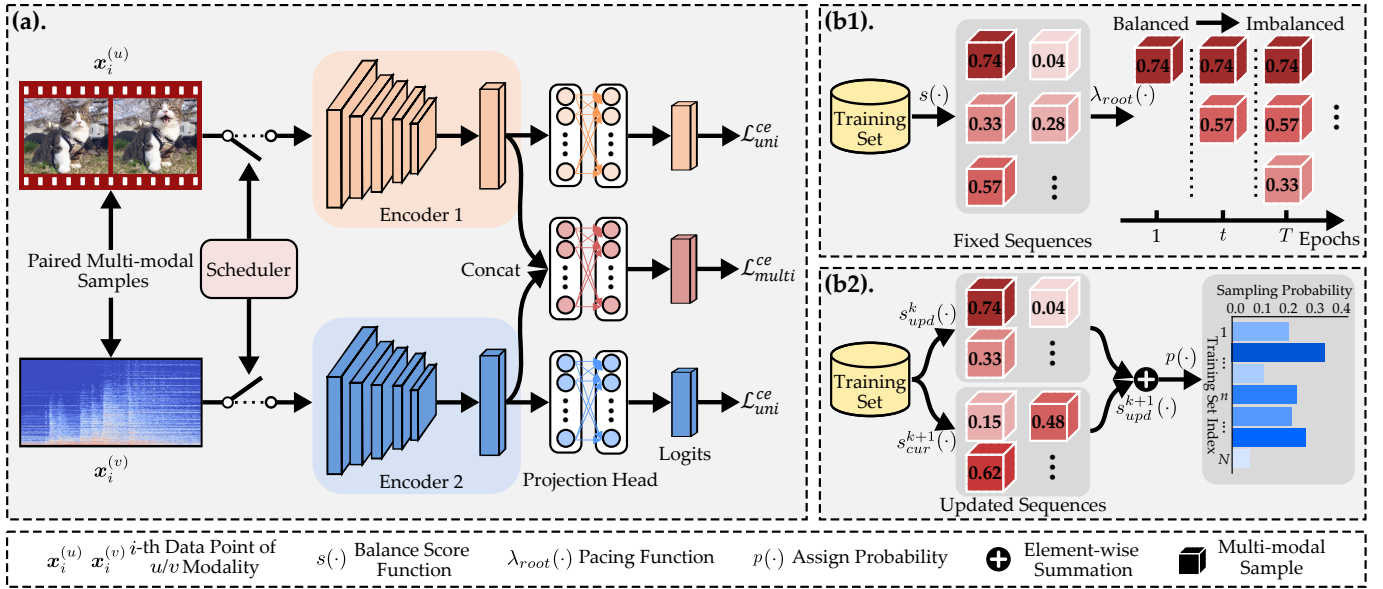 (a).
𝒙_i^(u)
Paired Multi-modal
Samples
𝒙_i^(v)
Scheduler
Encoder 1
Encoder 2
Concat
Projection Head
Logits
ℒ_uni^ce
ℒ_multi^ce
ℒ_uni^ce
(b1).
Training
Set
s(·)
0.74
0.04
0.33
0.28
0.57
Fixed Sequences
λ_root(·)
Balanced
Imbalanced
0.74
0.74
0.74
0.57
0.57
0.33
1
t
T
Epochs
(b2).
Training
Set
s_upd^k(·)
s_cur^{k+1}(·)
0.74
0.04
0.33
0.15
0.48
0.62
Updated Sequences
s_upd^{k+1}(·)
p(·)
Sampling Probability
0.0 0.1 0.2 0.3 0.4
Training Set Index
1
n
N
𝒙_i^(u) 𝒙_i^(v) i-th Data Point of
u/v Modality
s(·) Balance Score
Function
λ_root(·) Pacing Function
p(·) Assign Probability
Element-wise
Summation
Multi-modal
Sample